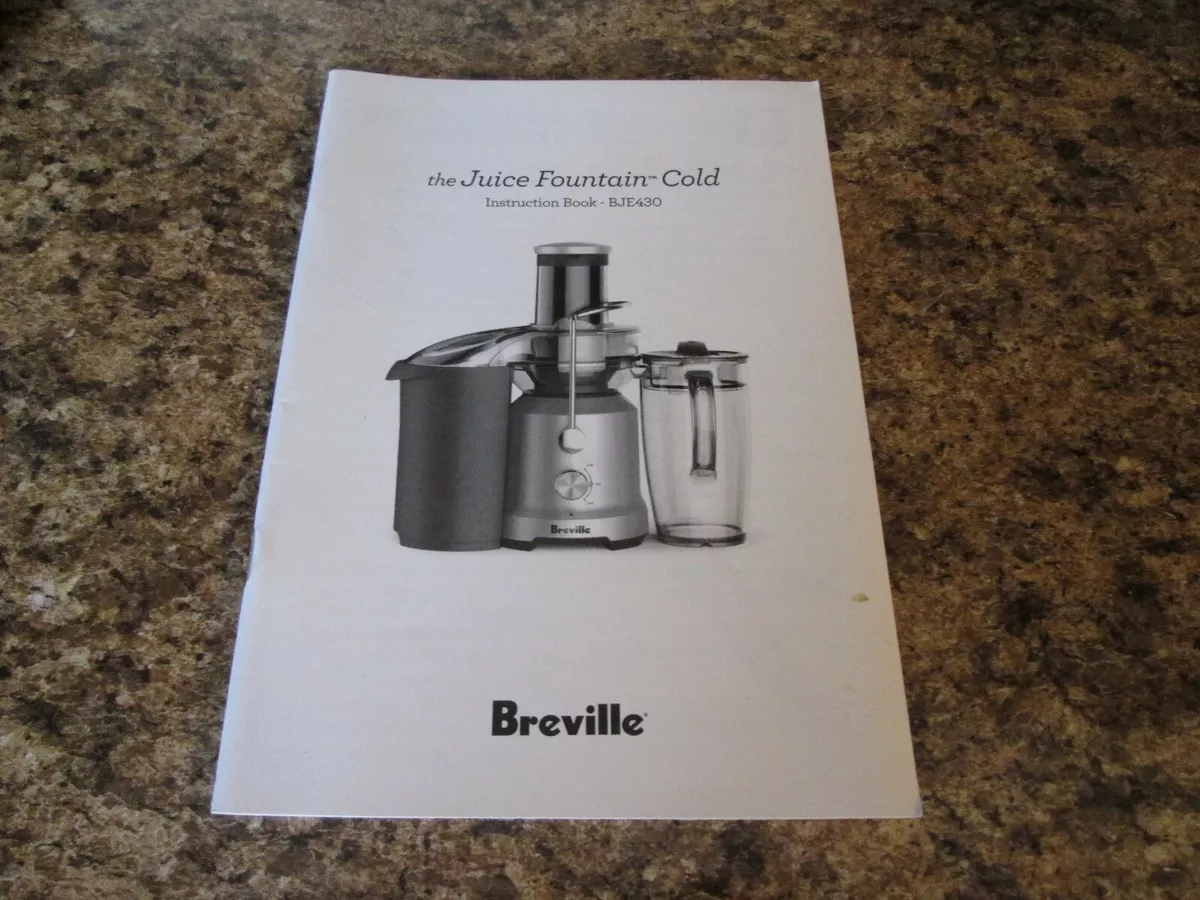 the Juice Fountain™ Cold
Instruction Book - BJE430
Breville
Breville®